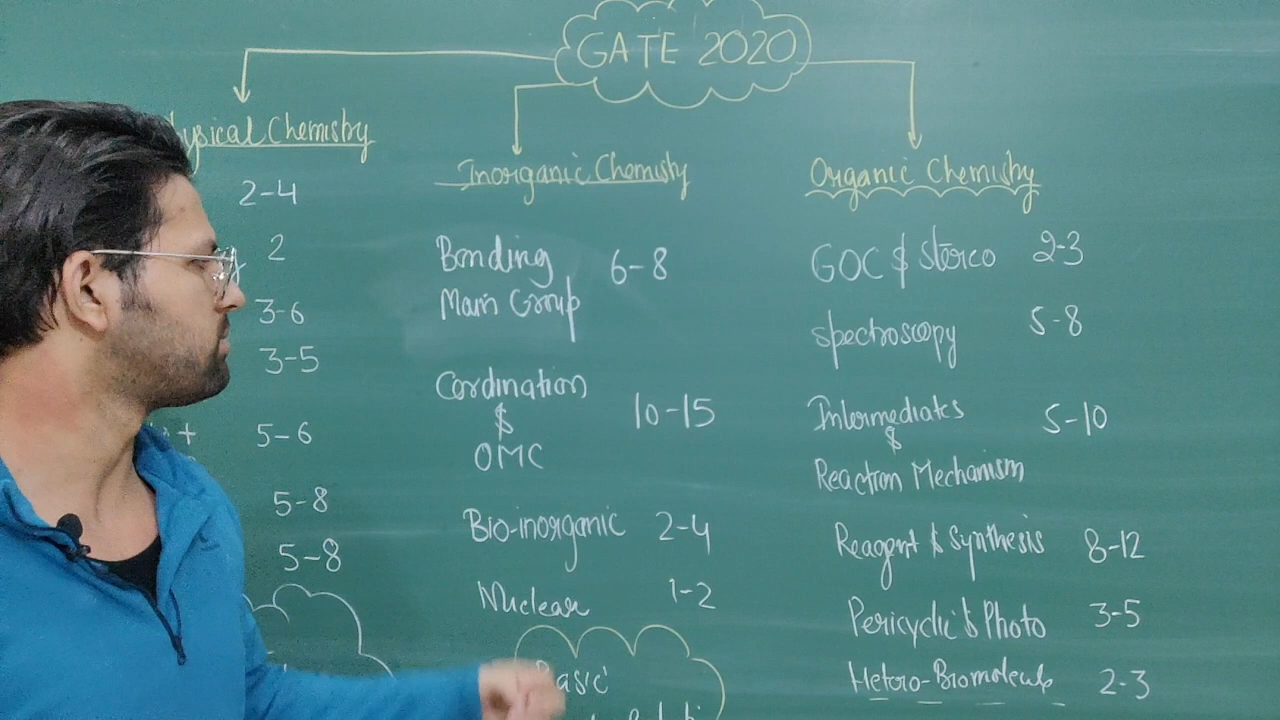 GATE 2020
ysical Chemistry
2-4
y 2
3-6
3-5
+ 5-6
5-8
5-8
Inorganic Chemistry
Bonding 6-8
Main Group
Cordination
& 10-15
OMC
Bio-inorganic 2-4
Nuclear 1-2
Basic
Organic Chemistry
GOC & Stereo 2-3
spectroscopy 5-8
Intermediates 5-10
&
Reaction Mechanism
Reagent & Synthesis 8-12
Pericyclic & Photo 3-5
Hetero-Biomolecule 2-3